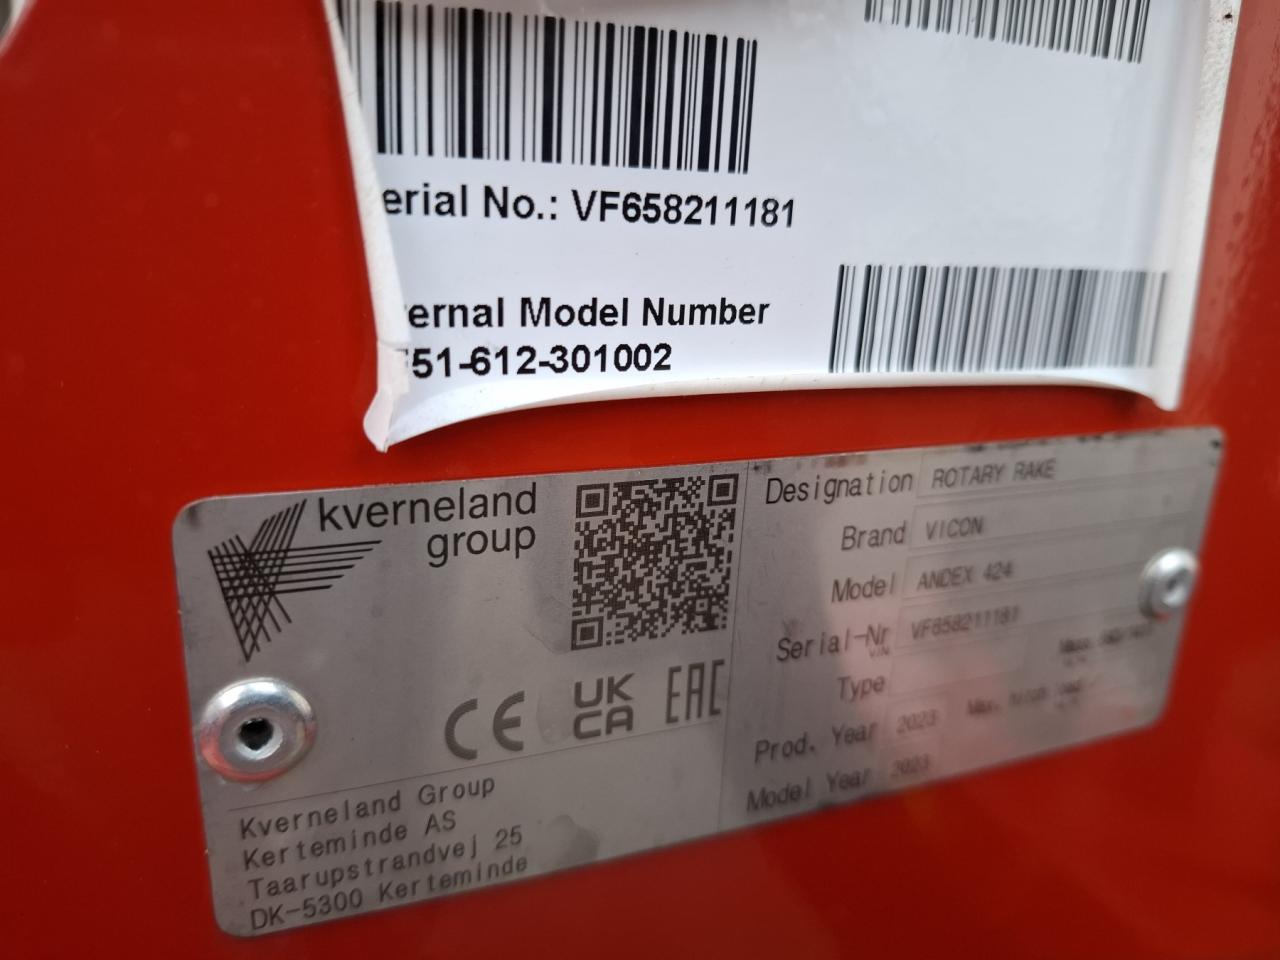 erial No.: VF658211181
ernal Model Number
51-612-301002
kverneland
group
CE
UK
CA
EAC
Kverneland Group
Kerteminde AS
Taarupstrandvej 25
DK-5300 Kerteminde
Designation ROTARY RAKE
Brand VICON
Model ANDEX 424
Serial-Nr VF658211181
VIN
Type
Prod. Year 2023
Max.
Model Year 2023